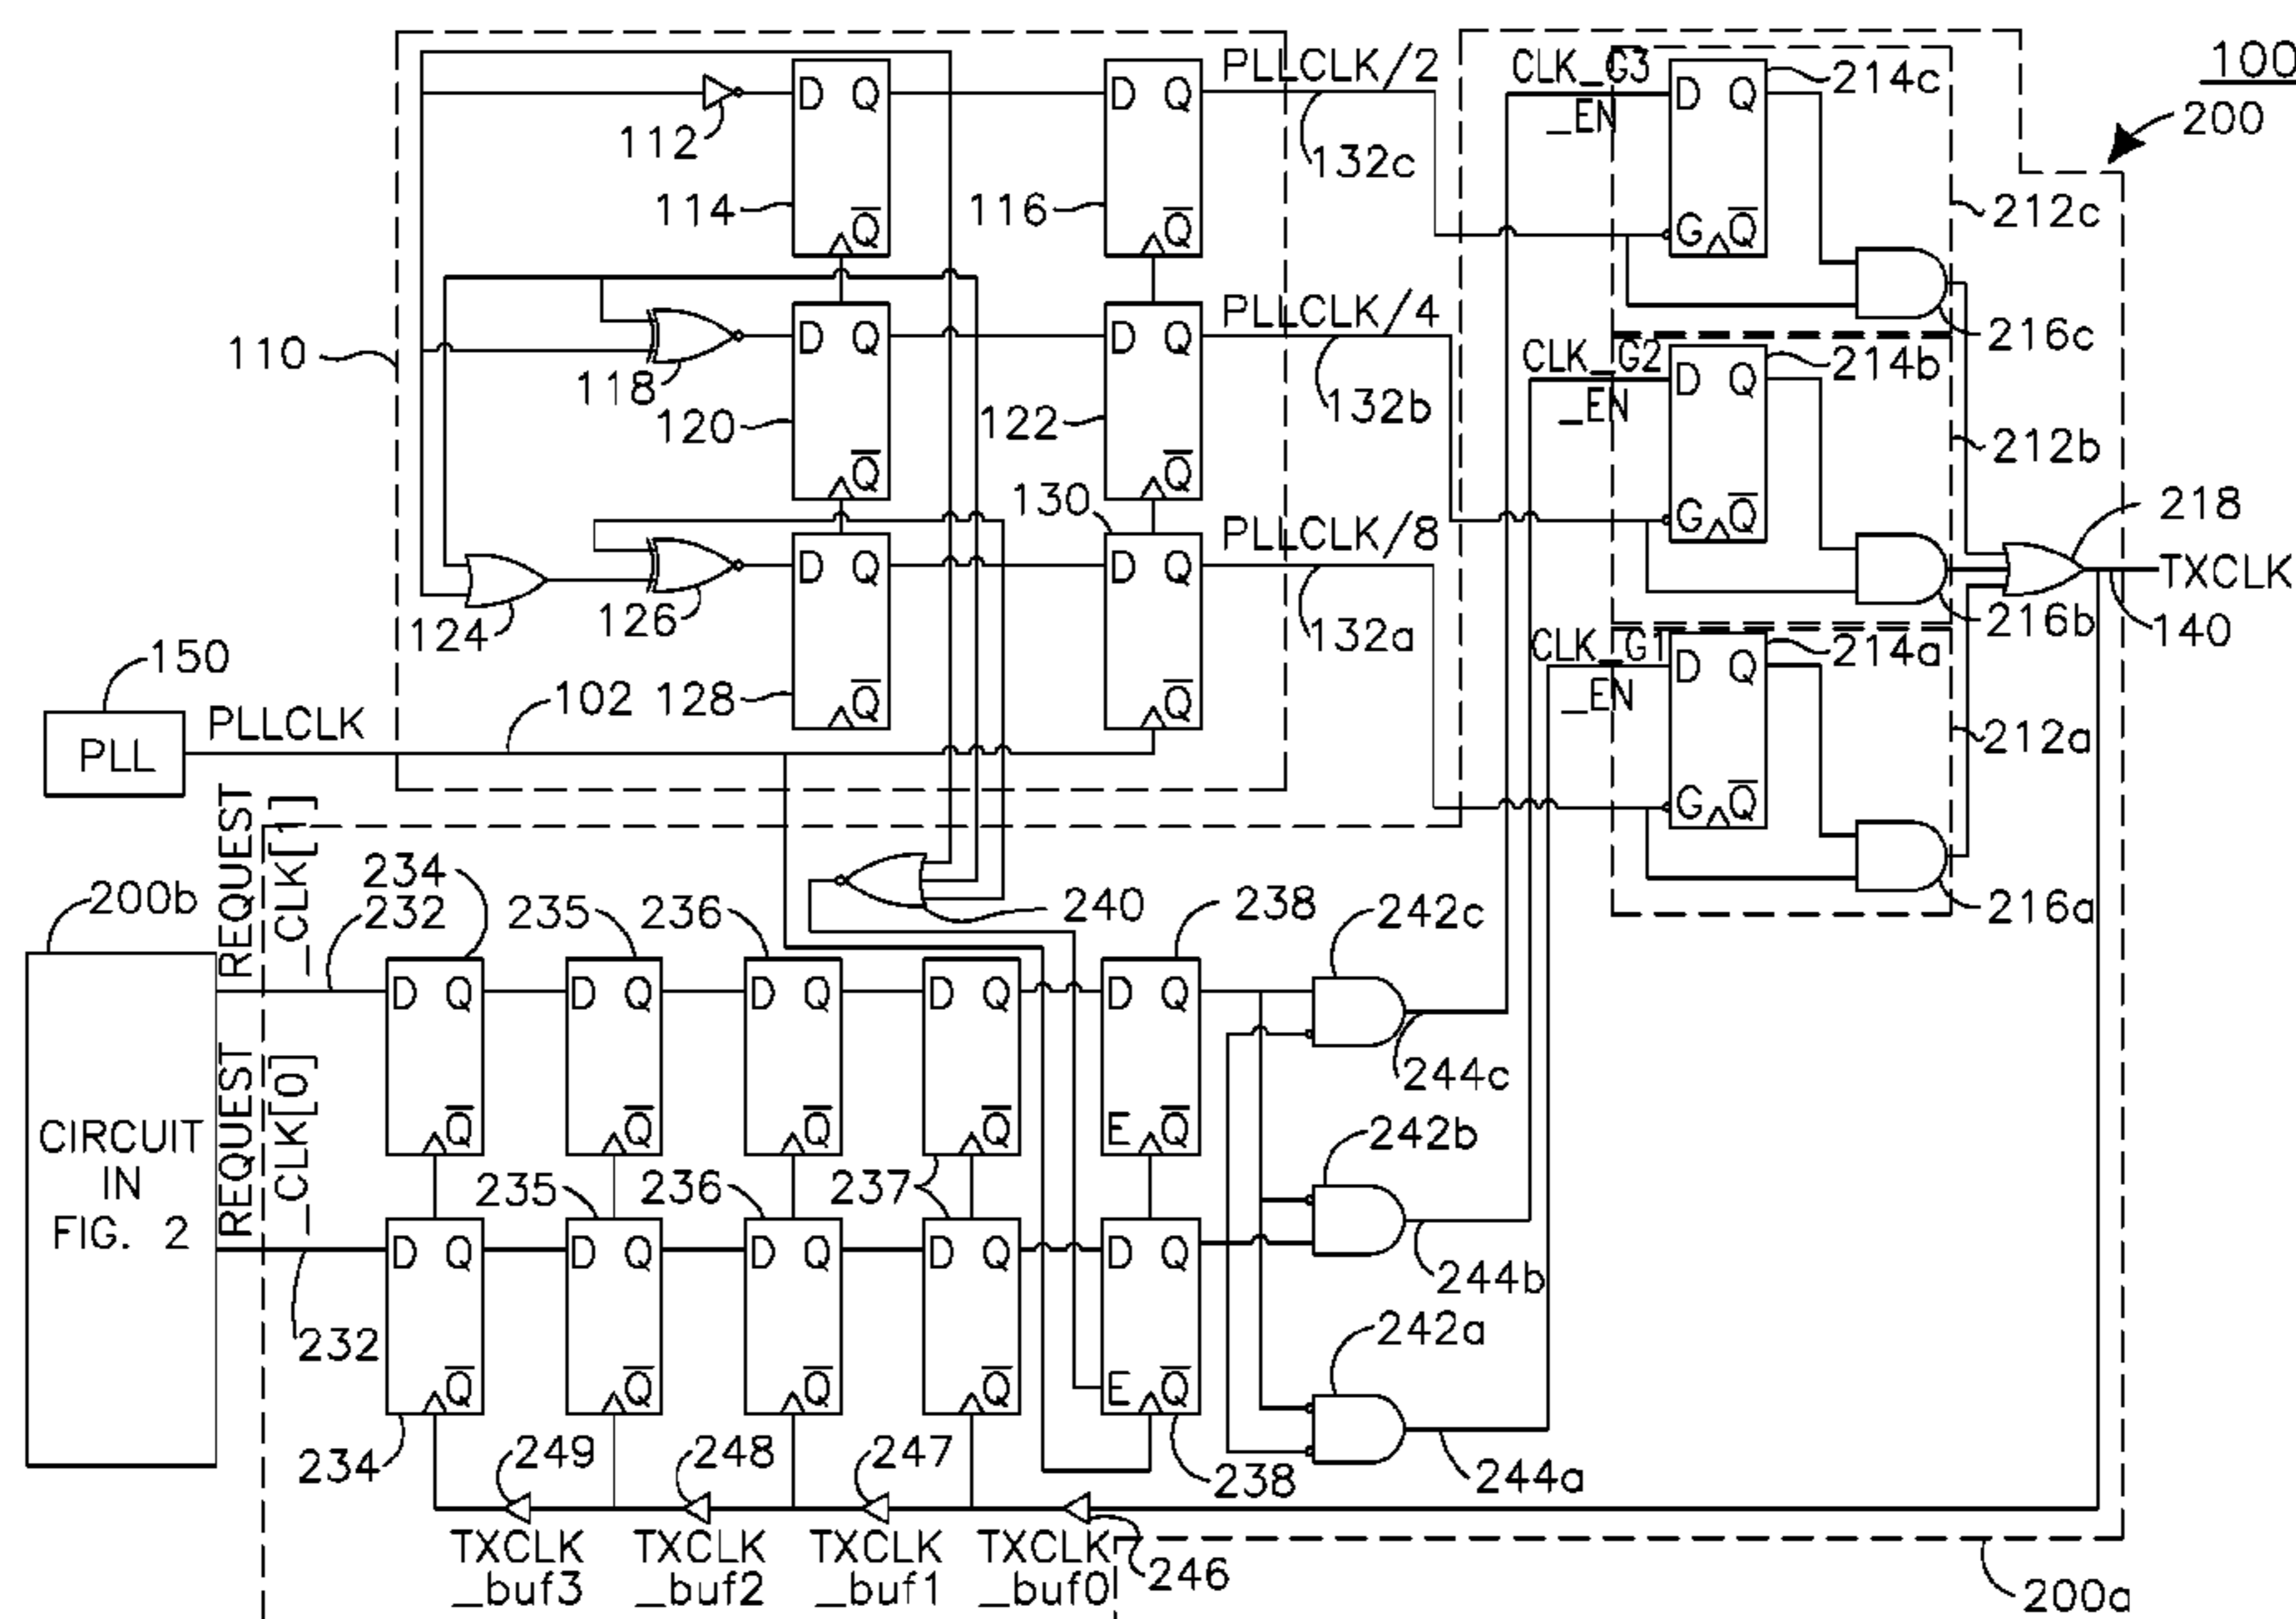 100
200
D Q
Q
112
114
D Q
Q
116
PLLCLK/2
132c
CLK_G3
_EN
D Q
G Q
214c
212c
216c
110
118
D Q
Q
120
D Q
Q
122
PLLCLK/4
132b
CLK_G2
_EN
D Q
G Q
214b
212b
216b
218
TXCLK
140
124
126
D Q
Q
128
130
D Q
Q
PLLCLK/8
132a
CLK_G1
_EN
D Q
G Q
214a
212a
216a
150
PLL
PLLCLK
102
200b
CIRCUIT
IN
FIG. 2
REQUEST
_CLK[1]
REQUEST
_CLK[0]
234
232
235
236
240
238
242c
D Q
Q
D Q
Q
D Q
Q
D Q
Q
D Q
E Q
244c
242b
235
236
237
D Q
Q
D Q
Q
D Q
Q
D Q
Q
D Q
E Q
244b
232
242a
234
249
248
247
238
244a
TXCLK
_buf3
TXCLK
_buf2
TXCLK
_buf1
TXCLK
_buf0
246
200a